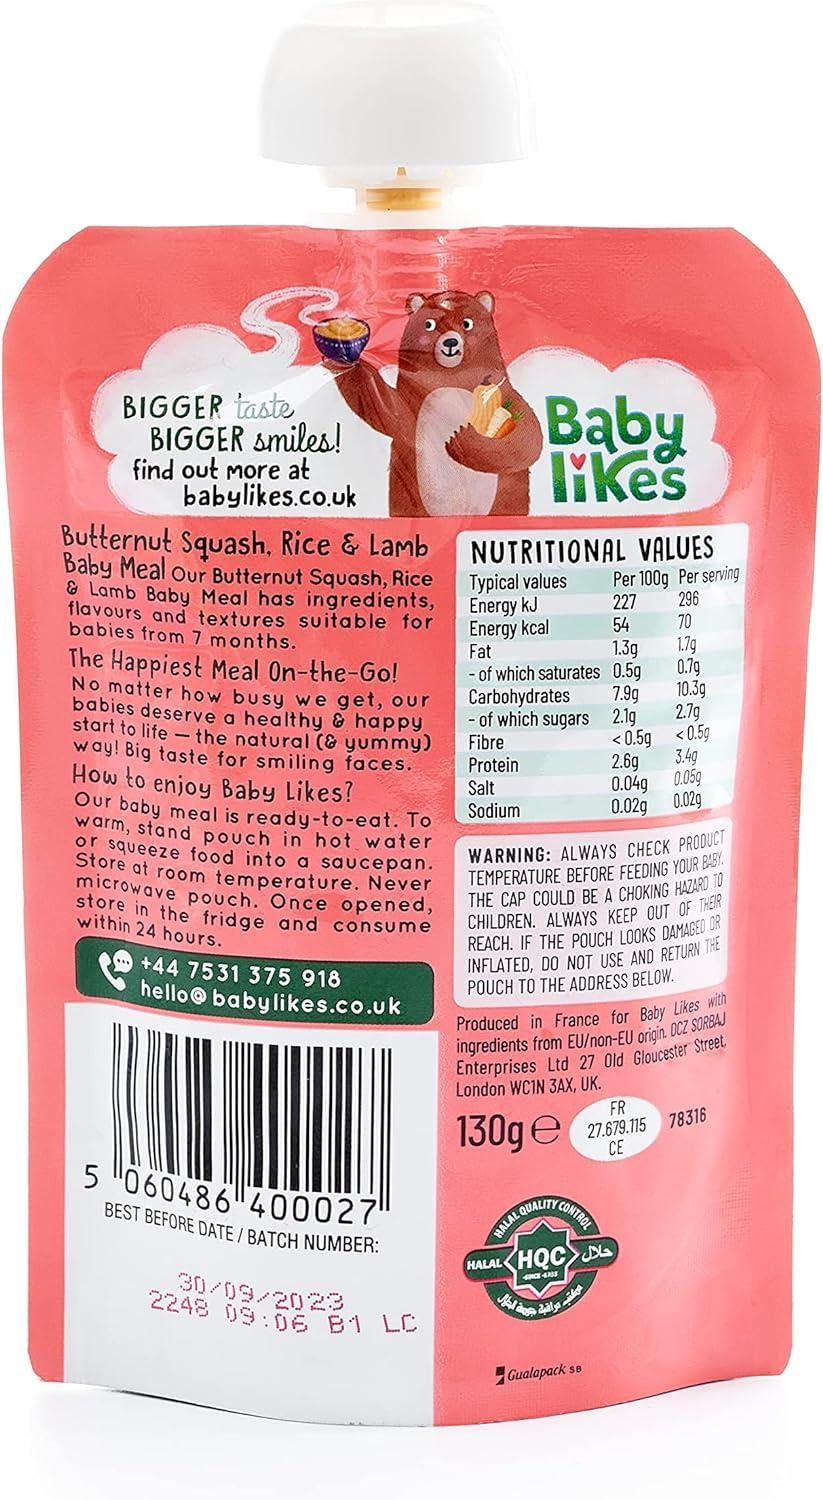 BIGGER taste
BIGGER smiles!
find out more at
babylikes.co.uk
Baby
likes
Butternut Squash, Rice & Lamb
Baby Meal Our Butternut Squash, Rice
& Lamb Baby Meal has ingredients,
flavours and textures suitable for
babies from 7 months.
The Happiest Meal On-the-Go!
No matter how busy we get, our
babies deserve a healthy & happy
start to life — the natural (& yummy)
way! Big taste for smiling faces.
How to enjoy Baby Likes?
Our baby meal is ready-to-eat. To
warm, stand pouch in hot water
or squeeze food into a saucepan.
Store at room temperature. Never
microwave pouch. Once opened,
store in the fridge and consume
within 24 hours.
+44 7531 375 918
hello@babylikes.co.uk
5 060486 400027
BEST BEFORE DATE / BATCH NUMBER:
30/09/2023
2248 09:06 B1 LC
NUTRITIONAL VALUES
Typical values Per 100g Per serving
Energy kJ 227 296
Energy kcal 54 70
Fat 1.3g 1.7g
- of which saturates 0.5g 0.7g
Carbohydrates 7.9g 10.3g
- of which sugars 2.1g 2.7g
Fibre < 0.5g < 0.5g
Protein 2.6g 3.4g
Salt 0.04g 0.05g
Sodium 0.02g 0.02g
WARNING: ALWAYS CHECK PRODUCT
TEMPERATURE BEFORE FEEDING YOUR BABY.
THE CAP COULD BE A CHOKING HAZARD TO
CHILDREN. ALWAYS KEEP OUT OF THEIR
REACH. IF THE POUCH LOOKS DAMAGED OR
INFLATED, DO NOT USE AND RETURN THE
POUCH TO THE ADDRESS BELOW.
Produced in France for Baby Likes with
ingredients from EU/non-EU origin. DCZ SORBAJ
Enterprises Ltd 27 Old Gloucester Street,
London WC1N 3AX, UK.
130g e
FR
27.679.115
CE
78316
HALAL QUALITY CONTROL
HALAL HQC حلال
Gualapack SB